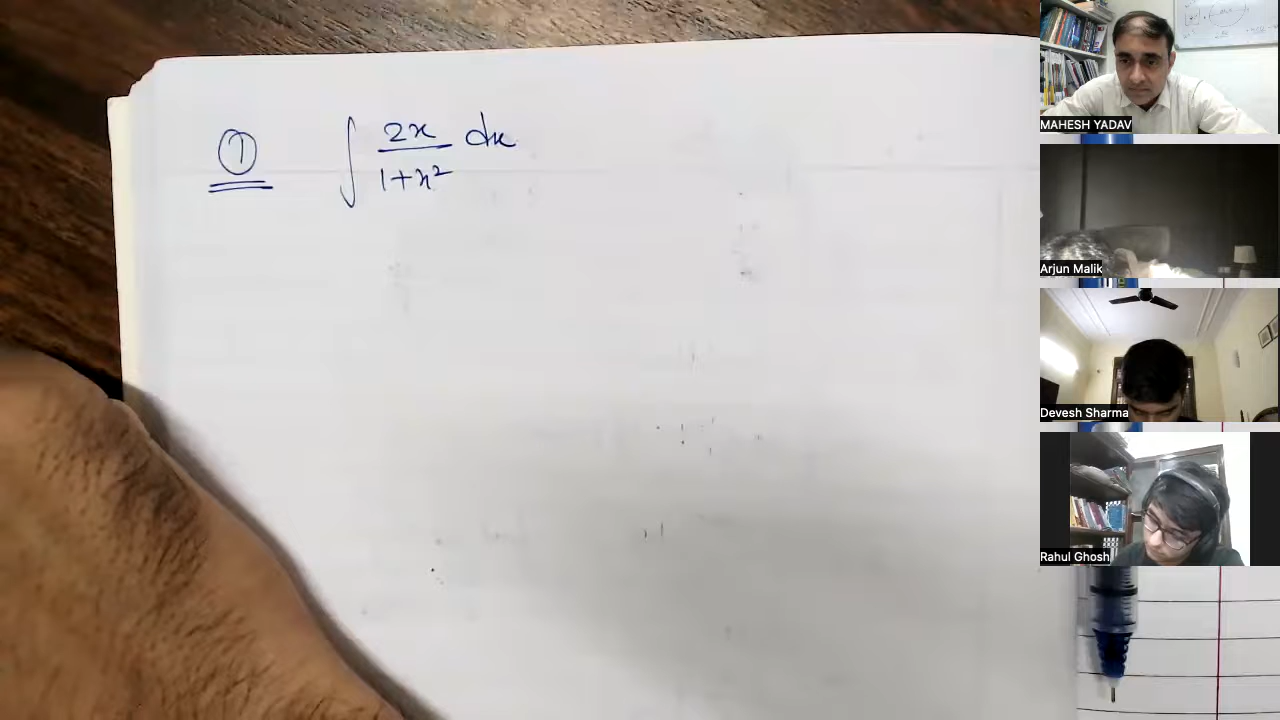 ① ∫ 2x/(1+x²) dx
MAHESH YADAV
Arjun Malik
Devesh Sharma
Rahul Ghosh